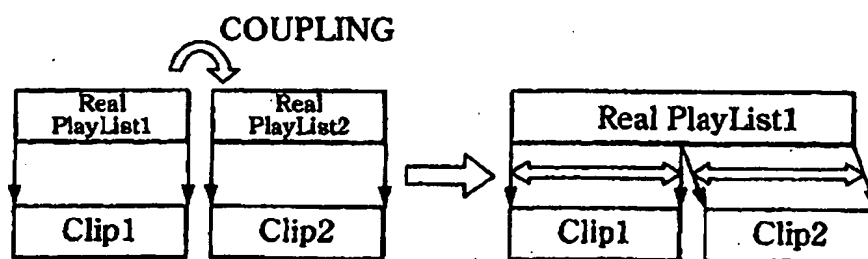 COUPLING
Real
PlayList1
Real
PlayList2
Real PlayList1
Clip1
Clip2
Clip1
Clip2